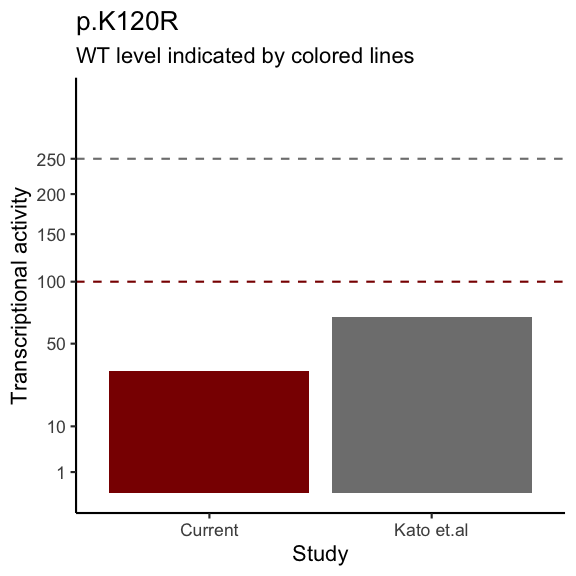 p.K120R
WT level indicated by colored lines
Transcriptional activity
250
200
150
100
50
10
1
Current
Kato et.al
Study